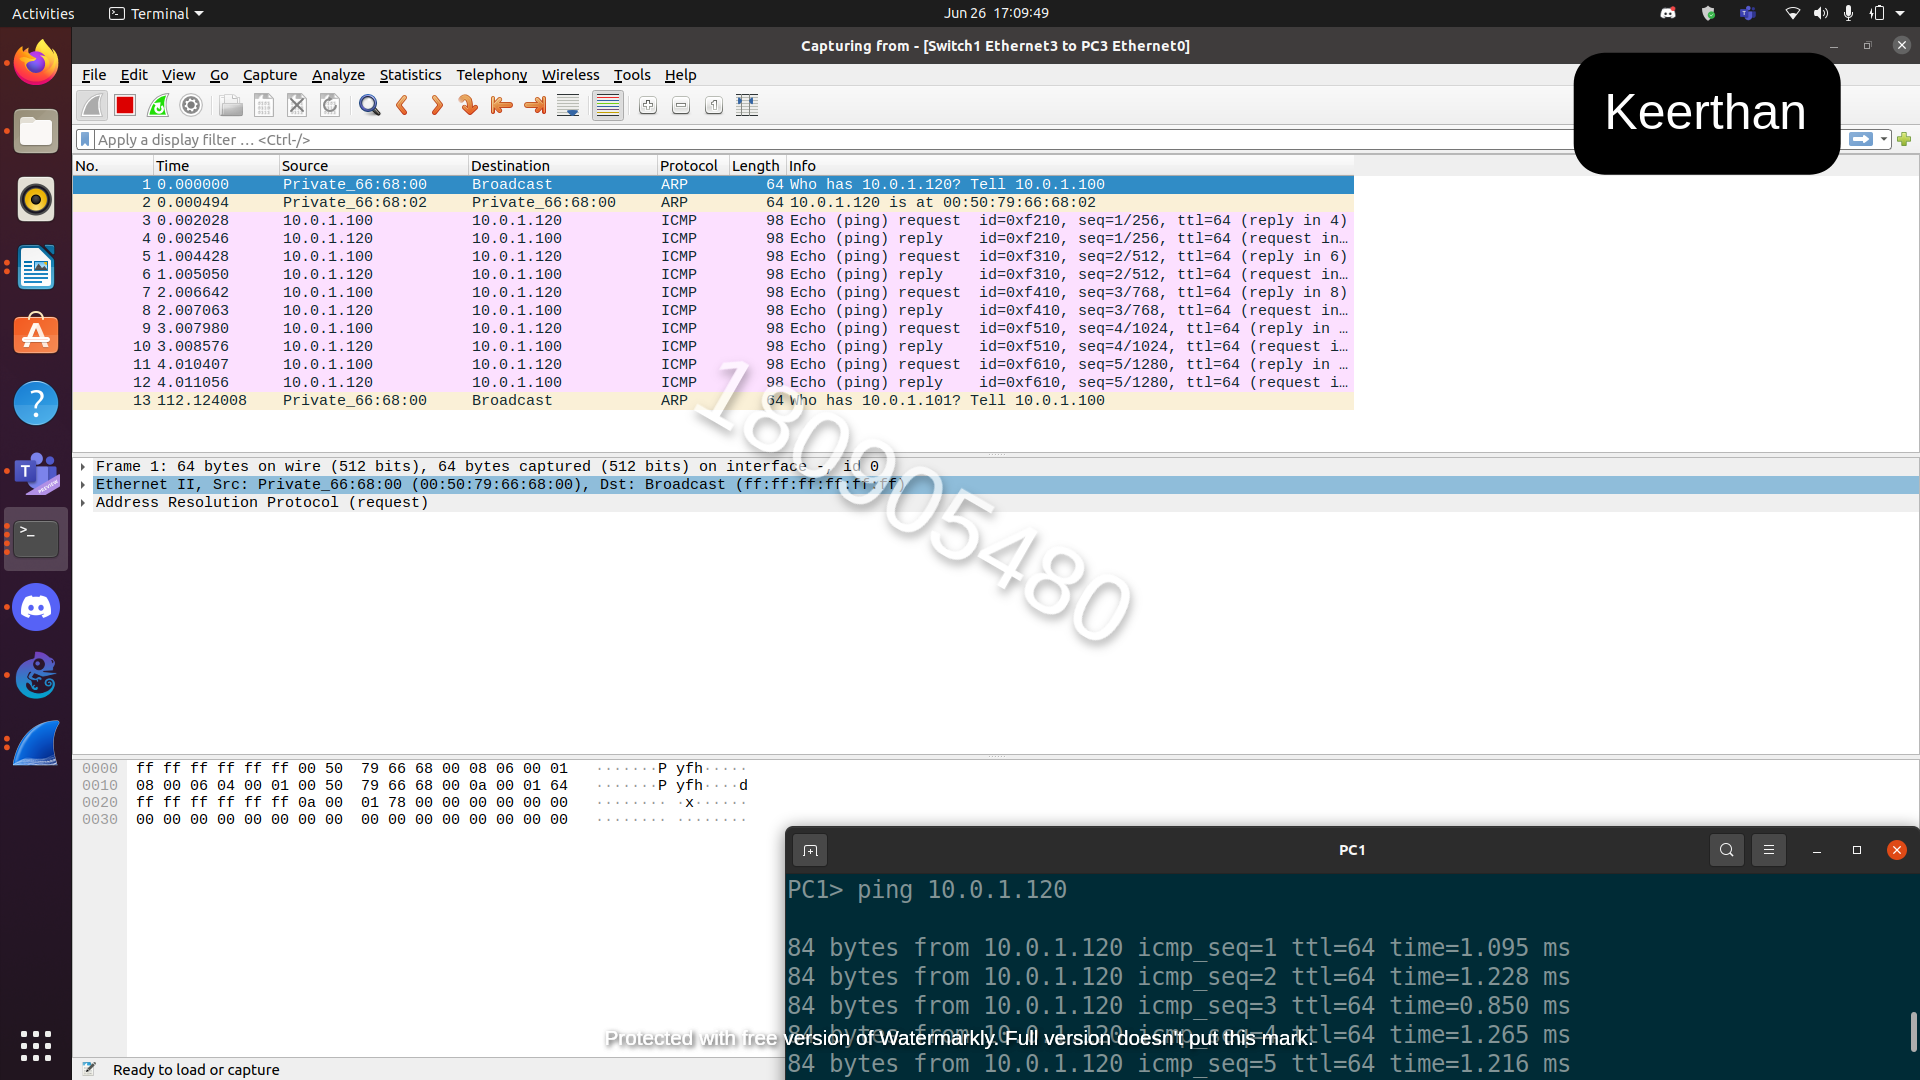 Activities Terminal Jun 26 17:09:49
Capturing from - [Switch1 Ethernet3 to PC3 Ethernet0]
File Edit View Go Capture Analyze Statistics Telephony Wireless Tools Help
Keerthan
Apply a display filter … <Ctrl-/>
No. Time Source Destination Protocol Length Info
1 0.000000 Private_66:68:00 Broadcast ARP 64 Who has 10.0.1.120? Tell 10.0.1.100
2 0.000494 Private_66:68:02 Private_66:68:00 ARP 64 10.0.1.120 is at 00:50:79:66:68:02
3 0.002028 10.0.1.100 10.0.1.120 ICMP 98 Echo (ping) request id=0xf210, seq=1/256, ttl=64 (reply in 4)
4 0.002546 10.0.1.120 10.0.1.100 ICMP 98 Echo (ping) reply id=0xf210, seq=1/256, ttl=64 (request in…
5 1.004428 10.0.1.100 10.0.1.120 ICMP 98 Echo (ping) request id=0xf310, seq=2/512, ttl=64 (reply in 6)
6 1.005050 10.0.1.120 10.0.1.100 ICMP 98 Echo (ping) reply id=0xf310, seq=2/512, ttl=64 (request in…
7 2.006642 10.0.1.100 10.0.1.120 ICMP 98 Echo (ping) request id=0xf410, seq=3/768, ttl=64 (reply in 8)
8 2.007063 10.0.1.120 10.0.1.100 ICMP 98 Echo (ping) reply id=0xf410, seq=3/768, ttl=64 (request in…
9 3.007980 10.0.1.100 10.0.1.120 ICMP 98 Echo (ping) request id=0xf510, seq=4/1024, ttl=64 (reply in …
10 3.008576 10.0.1.120 10.0.1.100 ICMP 98 Echo (ping) reply id=0xf510, seq=4/1024, ttl=64 (request i…
11 4.010407 10.0.1.100 10.0.1.120 ICMP 98 Echo (ping) request id=0xf610, seq=5/1280, ttl=64 (reply in …
12 4.011056 10.0.1.120 10.0.1.100 ICMP 98 Echo (ping) reply id=0xf610, seq=5/1280, ttl=64 (request i…
13 112.124008 Private_66:68:00 Broadcast ARP 64 Who has 10.0.1.101? Tell 10.0.1.100
180905480
Frame 1: 64 bytes on wire (512 bits), 64 bytes captured (512 bits) on interface -, id 0
Ethernet II, Src: Private_66:68:00 (00:50:79:66:68:00), Dst: Broadcast (ff:ff:ff:ff:ff:ff)
Address Resolution Protocol (request)
0000 ff ff ff ff ff ff 00 50 79 66 68 00 08 06 00 01 ·······P yfh·····
0010 08 00 06 04 00 01 00 50 79 66 68 00 0a 00 01 64 ·······P yfh····d
0020 ff ff ff ff ff ff 0a 00 01 78 00 00 00 00 00 00 ········ ·x······
0030 00 00 00 00 00 00 00 00 00 00 00 00 00 00 00 00 ········ ········
PC1
PC1> ping 10.0.1.120
84 bytes from 10.0.1.120 icmp_seq=1 ttl=64 time=1.095 ms
84 bytes from 10.0.1.120 icmp_seq=2 ttl=64 time=1.228 ms
84 bytes from 10.0.1.120 icmp_seq=3 ttl=64 time=0.850 ms
84 bytes from 10.0.1.120 icmp_seq=4 ttl=64 time=1.265 ms
Protected with free version of Watermarkly. Full version doesn't put this mark.
84 bytes from 10.0.1.120 icmp_seq=5 ttl=64 time=1.216 ms
Ready to load or capture